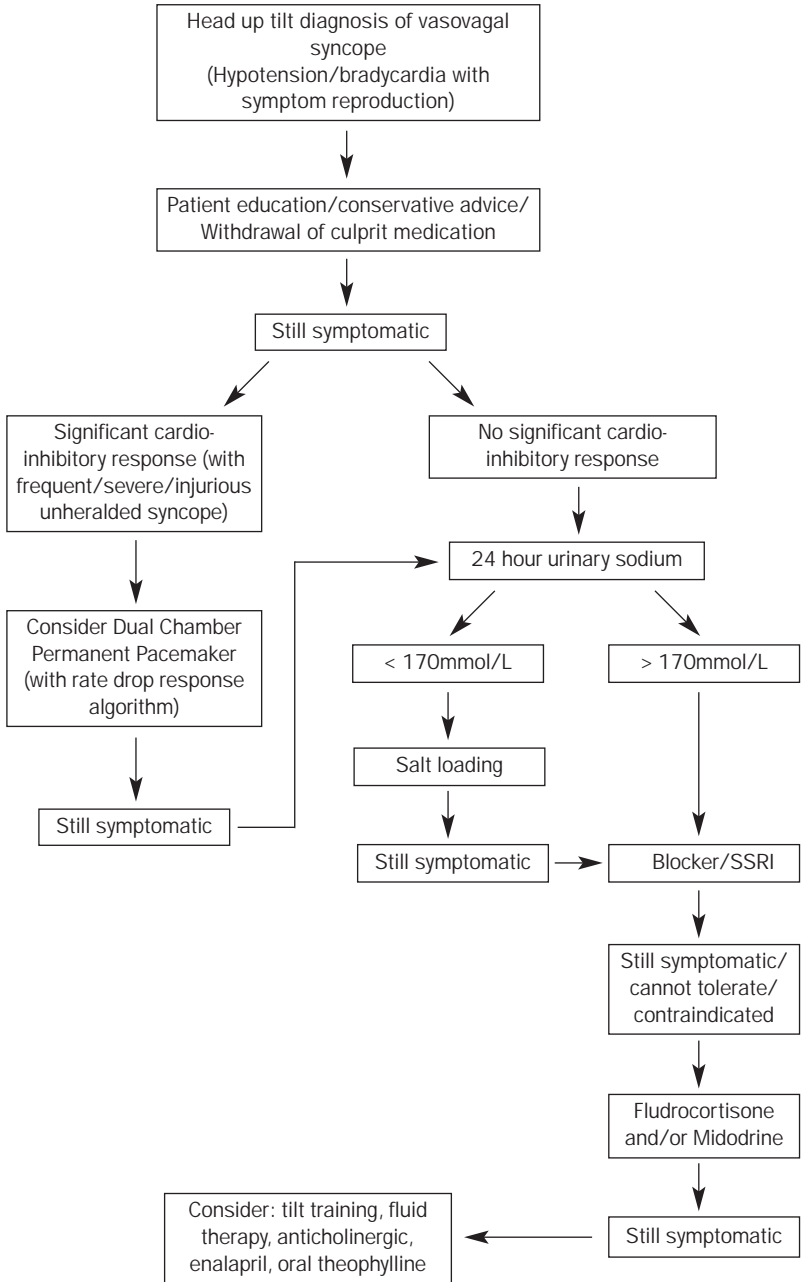 Head up tilt diagnosis of vasovagal
syncope
(Hypotension/bradycardia with
symptom reproduction)
Patient education/conservative advice/
Withdrawal of culprit medication
Still symptomatic
Significant cardio-
inhibitory response (with
frequent/severe/injurious
unheralded syncope)
No significant cardio-
inhibitory response
24 hour urinary sodium
Consider Dual Chamber
Permanent Pacemaker
(with rate drop response
algorithm)
< 170mmol/L
> 170mmol/L
Salt loading
Still symptomatic
Still symptomatic
Blocker/SSRI
Still symptomatic/
cannot tolerate/
contraindicated
Fludrocortisone
and/or Midodrine
Still symptomatic
Consider: tilt training, fluid
therapy, anticholinergic,
enalapril, oral theophylline